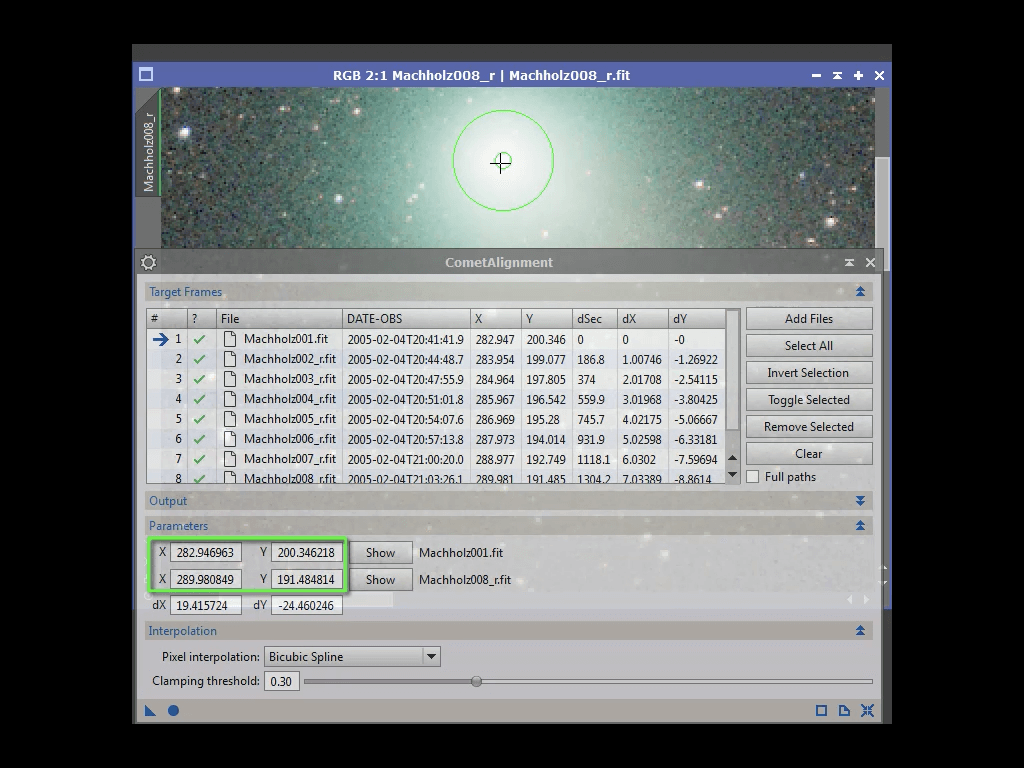 RGB 2:1 Machholz008_r | Machholz008_r.fit
Machholz008_r
CometAlignment
Target Frames
# ? File DATE-OBS X Y dSec dX dY
1 Machholz001.fit 2005-02-04T20:41:41.9 282.947 200.346 0 0 -0
2 Machholz002_r.fit 2005-02-04T20:44:48.7 283.954 199.077 186.8 1.00746 -1.26922
3 Machholz003_r.fit 2005-02-04T20:47:55.9 284.964 197.805 374 2.01708 -2.54115
4 Machholz004_r.fit 2005-02-04T20:51:01.8 285.967 196.542 559.9 3.01968 -3.80425
5 Machholz005_r.fit 2005-02-04T20:54:07.6 286.969 195.28 745.7 4.02175 -5.06667
6 Machholz006_r.fit 2005-02-04T20:57:13.8 287.973 194.014 931.9 5.02598 -6.33181
7 Machholz007_r.fit 2005-02-04T21:00:20.0 288.977 192.749 1118.1 6.0302 -7.59694
8 Machholz008_r.fit 2005-02-04T21:03:26.1 289.981 191.485 1304.2 7.03389 -8.8614
Add Files
Select All
Invert Selection
Toggle Selected
Remove Selected
Clear
Full paths
Output
Parameters
X 282.946963 Y 200.346218 Show Machholz001.fit
X 289.980849 Y 191.484814 Show Machholz008_r.fit
dX 19.415724 dY -24.460246
Interpolation
Pixel interpolation: Bicubic Spline
Clamping threshold: 0.30